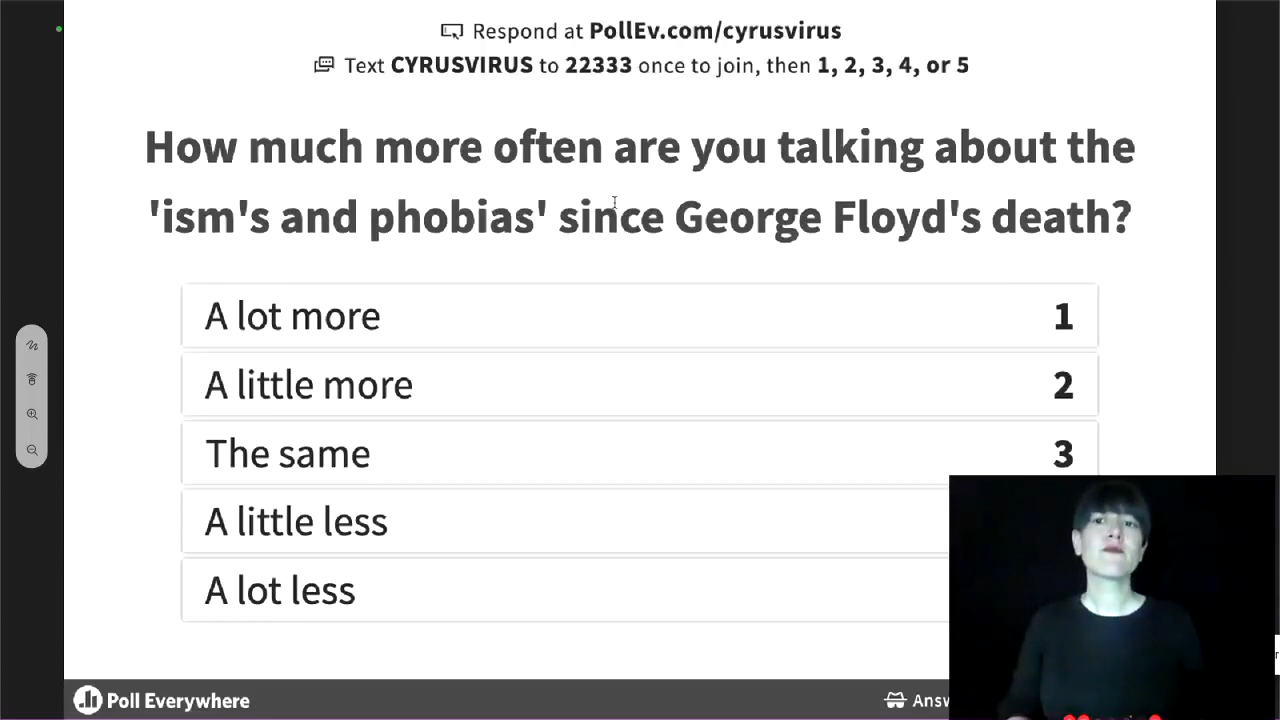 Respond at PollEv.com/cyrusvirus
Text CYRUSVIRUS to 22333 once to join, then 1, 2, 3, 4, or 5
How much more often are you talking about the
'ism's and phobias' since George Floyd's death?
A lot more 1
A little more 2
The same 3
A little less
A lot less
Poll Everywhere